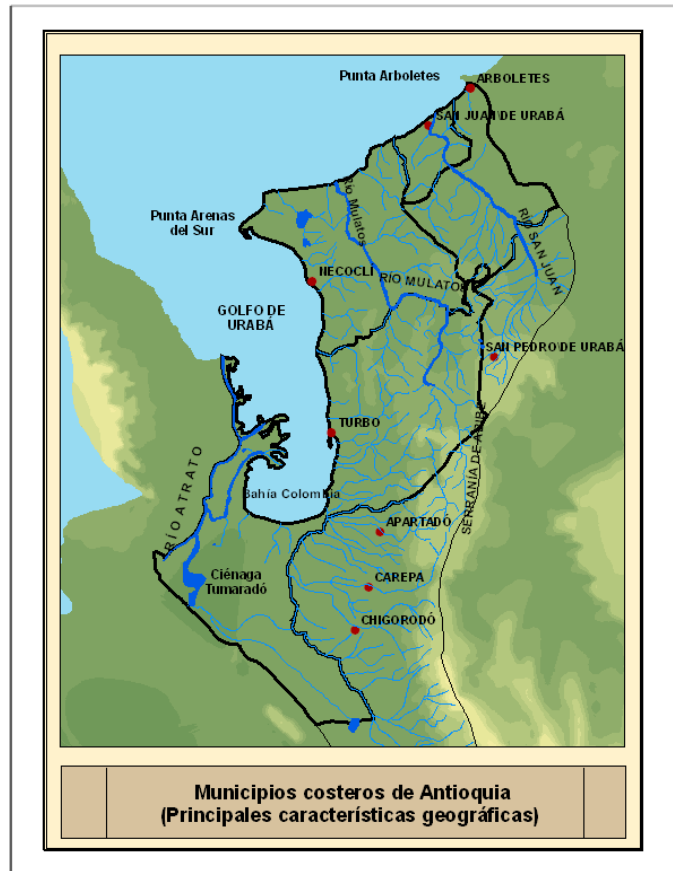 Punta Arboletes
ARBOLETES
SAN JUAN DE URABÁ
Río Mulatos
Punta Arenas
del Sur
RÍO SAN JUAN
NECOCLÍ
RIO MULATOS
GOLFO DE
URABÁ
SAN PEDRO DE URABÁ
TURBO
SERRANÍA DE ABIBE
Bahía Colombia
RÍO ATRATO
APARTADÓ
Ciénaga
Tumaradó
CAREPA
CHIGORODÓ
Municipios costeros de Antioquia
(Principales características geográficas)